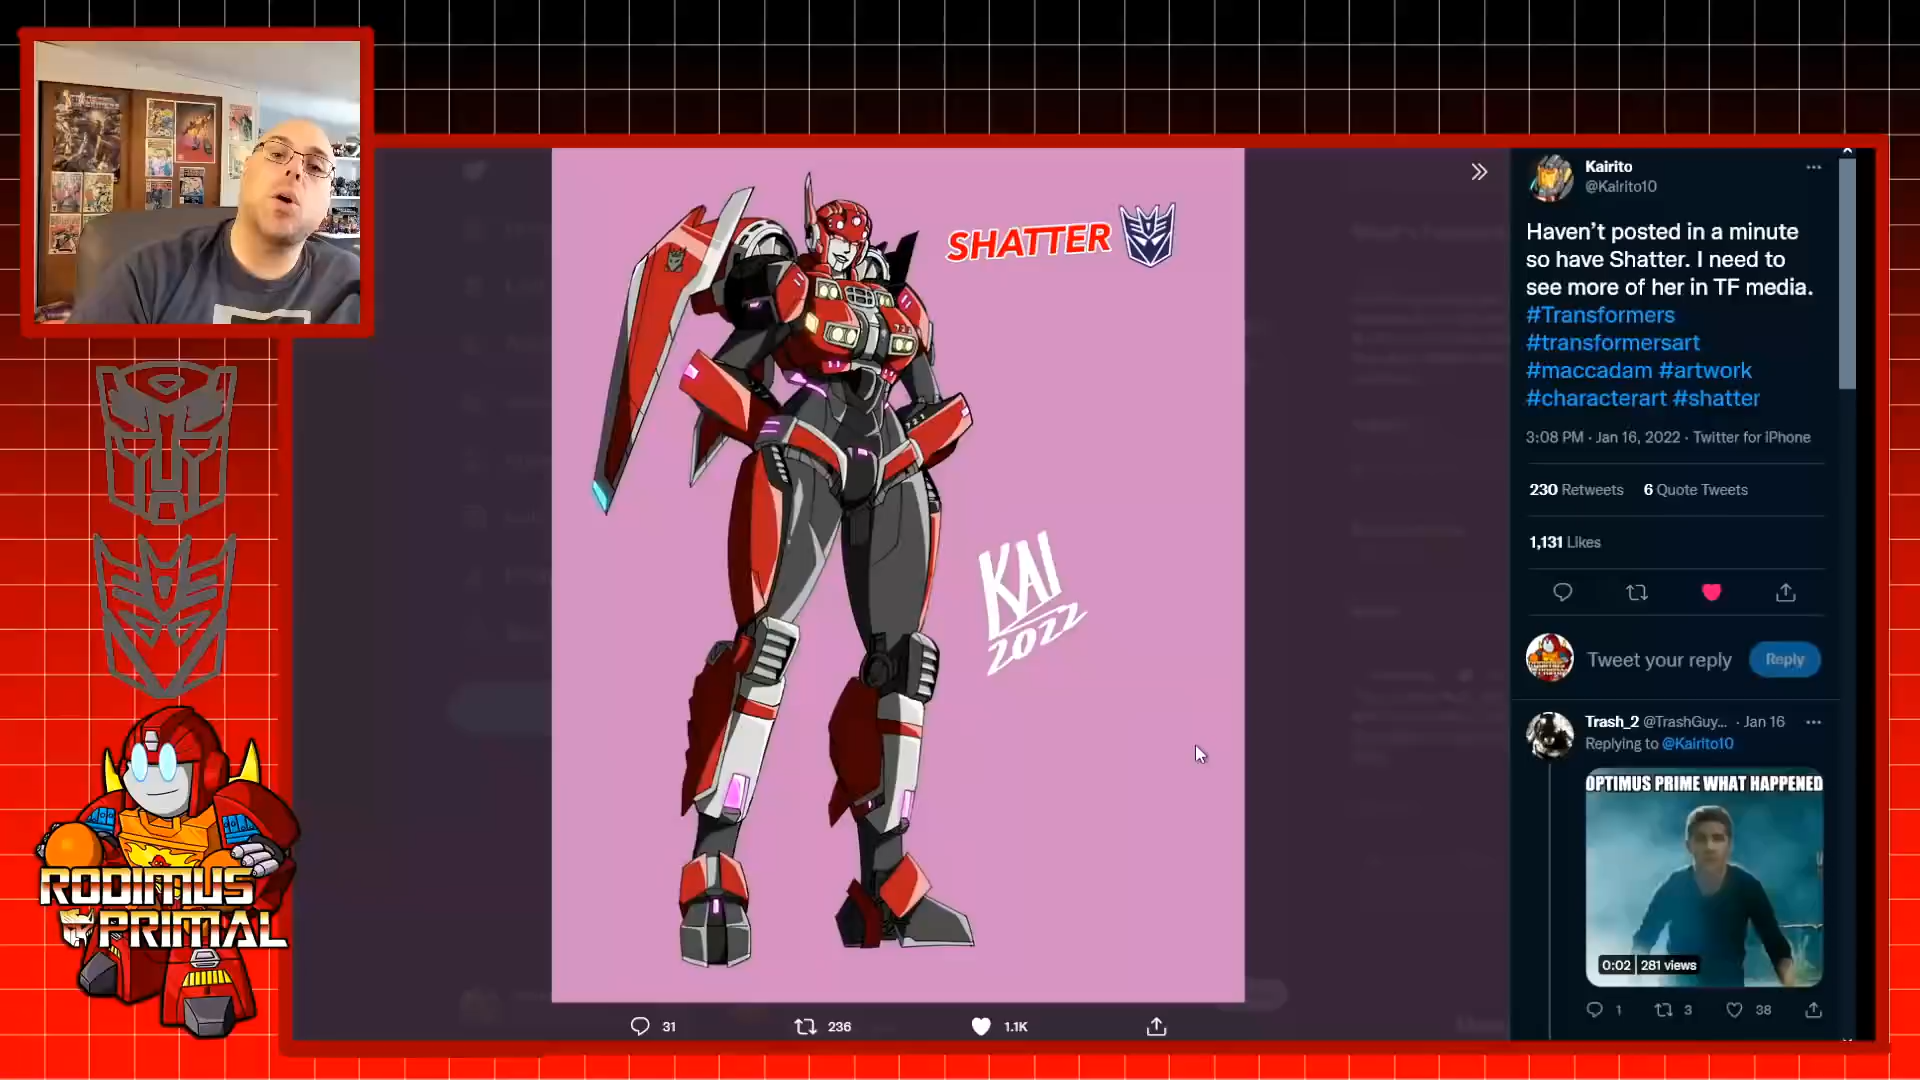 SHATTER
KAI
2022
RODIMUS
PRIMAL
31
236
1.1K
Kairito
@Kairito10
Haven't posted in a minute
so have Shatter. I need to
see more of her in TF media.
#Transformers
#transformersart
#maccadam #artwork
#characterart #shatter
3:08 PM · Jan 16, 2022 · Twitter for iPhone
230 Retweets 6 Quote Tweets
1,131 Likes
Tweet your reply
Reply
Trash_2 @TrashGuy... · Jan 16
Replying to @Kairito10
OPTIMUS PRIME WHAT HAPPENED
0:02 281 views
1 3 38